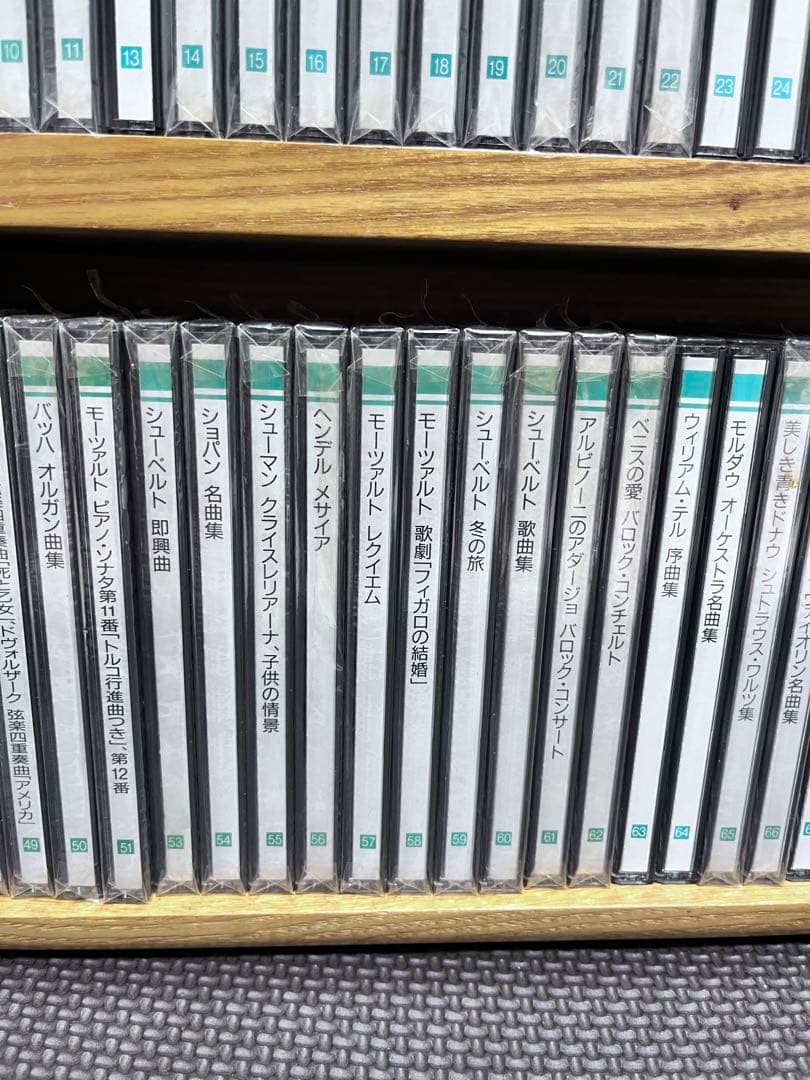 10
11
13
14
15
16
17
18
19
20
21
22
23
24
四重奏曲「死と乙女」、ドヴォルザーク 弦楽四重奏曲「アメリカ」
49
バッハ オルガン曲集
50
モーツァルト ピアノ・ソナタ第11番「トルコ行進曲つき」、第12番
51
シューベルト 即興曲
53
ショパン 名曲集
54
シューマン クライスレリアーナ、子供の情景
55
ヘンデル メサイア
56
モーツァルト レクイエム
57
モーツァルト 歌劇「フィガロの結婚」
58
シューベルト 冬の旅
59
シューベルト 歌曲集
60
アルビノーニのアダージョ バロック・コンサート
61
ベニスの愛 バロック・コンチェルト
62
ウィリアム・テル 序曲集
63
モルダウ オーケストラ名曲集
64
美しき青きドナウ シュトラウス・ワルツ集
65
ヴァイオリン名曲集
66